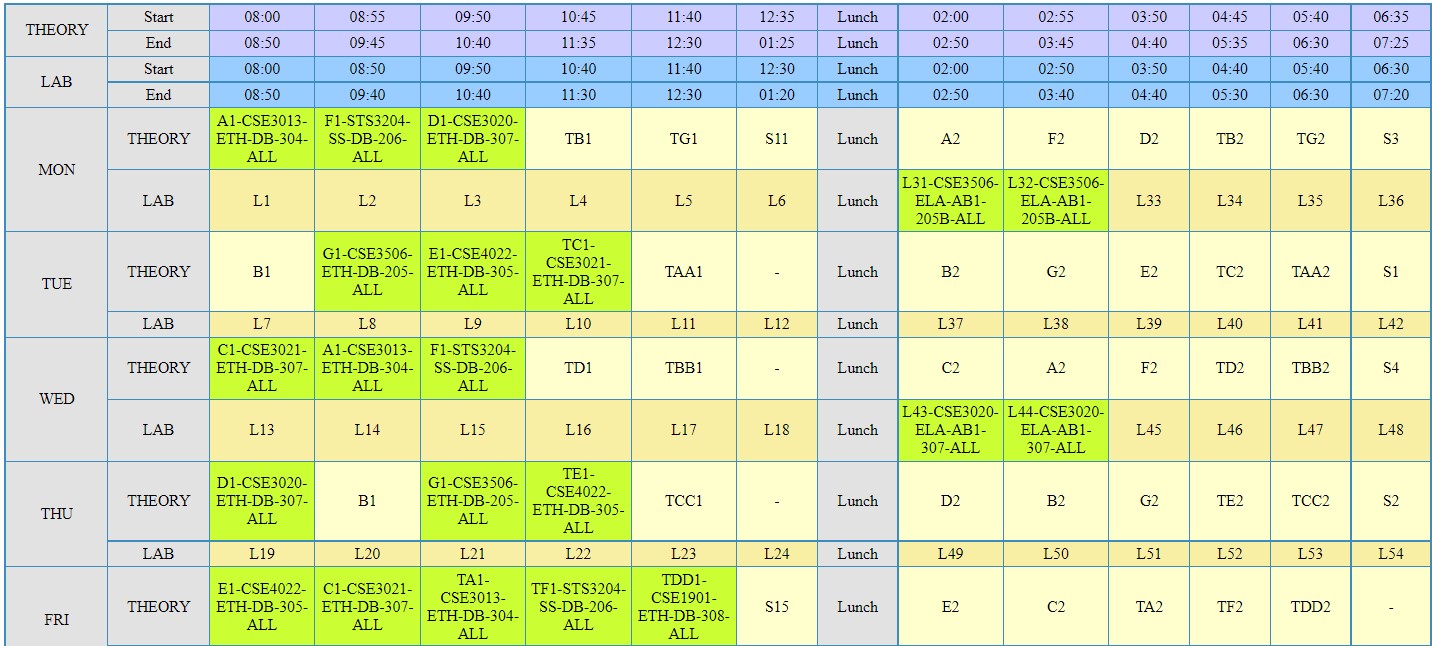 THEORY Start 08:00 08:55 09:50 10:45 11:40 12:35 Lunch 02:00 02:55 03:50 04:45 05:40 06:35
End 08:50 09:45 10:40 11:35 12:30 01:25 Lunch 02:50 03:45 04:40 05:35 06:30 07:25
LAB Start 08:00 08:50 09:50 10:40 11:40 12:30 Lunch 02:00 02:50 03:50 04:40 05:40 06:30
End 08:50 09:40 10:40 11:30 12:30 01:20 Lunch 02:50 03:40 04:40 05:30 06:30 07:20
MON THEORY A1-CSE3013-ETH-DB-304-ALL F1-STS3204-SS-DB-206-ALL D1-CSE3020-ETH-DB-307-ALL TB1 TG1 S11 Lunch A2 F2 D2 TB2 TG2 S3
LAB L1 L2 L3 L4 L5 L6 Lunch L31-CSE3506-ELA-AB1-205B-ALL L32-CSE3506-ELA-AB1-205B-ALL L33 L34 L35 L36
TUE THEORY B1 G1-CSE3506-ETH-DB-205-ALL E1-CSE4022-ETH-DB-305-ALL TC1-CSE3021-ETH-DB-307-ALL TAA1 - Lunch B2 G2 E2 TC2 TAA2 S1
LAB L7 L8 L9 L10 L11 L12 Lunch L37 L38 L39 L40 L41 L42
WED THEORY C1-CSE3021-ETH-DB-307-ALL A1-CSE3013-ETH-DB-304-ALL F1-STS3204-SS-DB-206-ALL TD1 TBB1 - Lunch C2 A2 F2 TD2 TBB2 S4
LAB L13 L14 L15 L16 L17 L18 Lunch L43-CSE3020-ELA-AB1-307-ALL L44-CSE3020-ELA-AB1-307-ALL L45 L46 L47 L48
THU THEORY D1-CSE3020-ETH-DB-307-ALL B1 G1-CSE3506-ETH-DB-205-ALL TE1-CSE4022-ETH-DB-305-ALL TCC1 - Lunch D2 B2 G2 TE2 TCC2 S2
LAB L19 L20 L21 L22 L23 L24 Lunch L49 L50 L51 L52 L53 L54
FRI THEORY E1-CSE4022-ETH-DB-305-ALL C1-CSE3021-ETH-DB-307-ALL TA1-CSE3013-ETH-DB-304-ALL TF1-STS3204-SS-DB-206-ALL TDD1-CSE1901-ETH-DB-308-ALL S15 Lunch E2 C2 TA2 TF2 TDD2 -